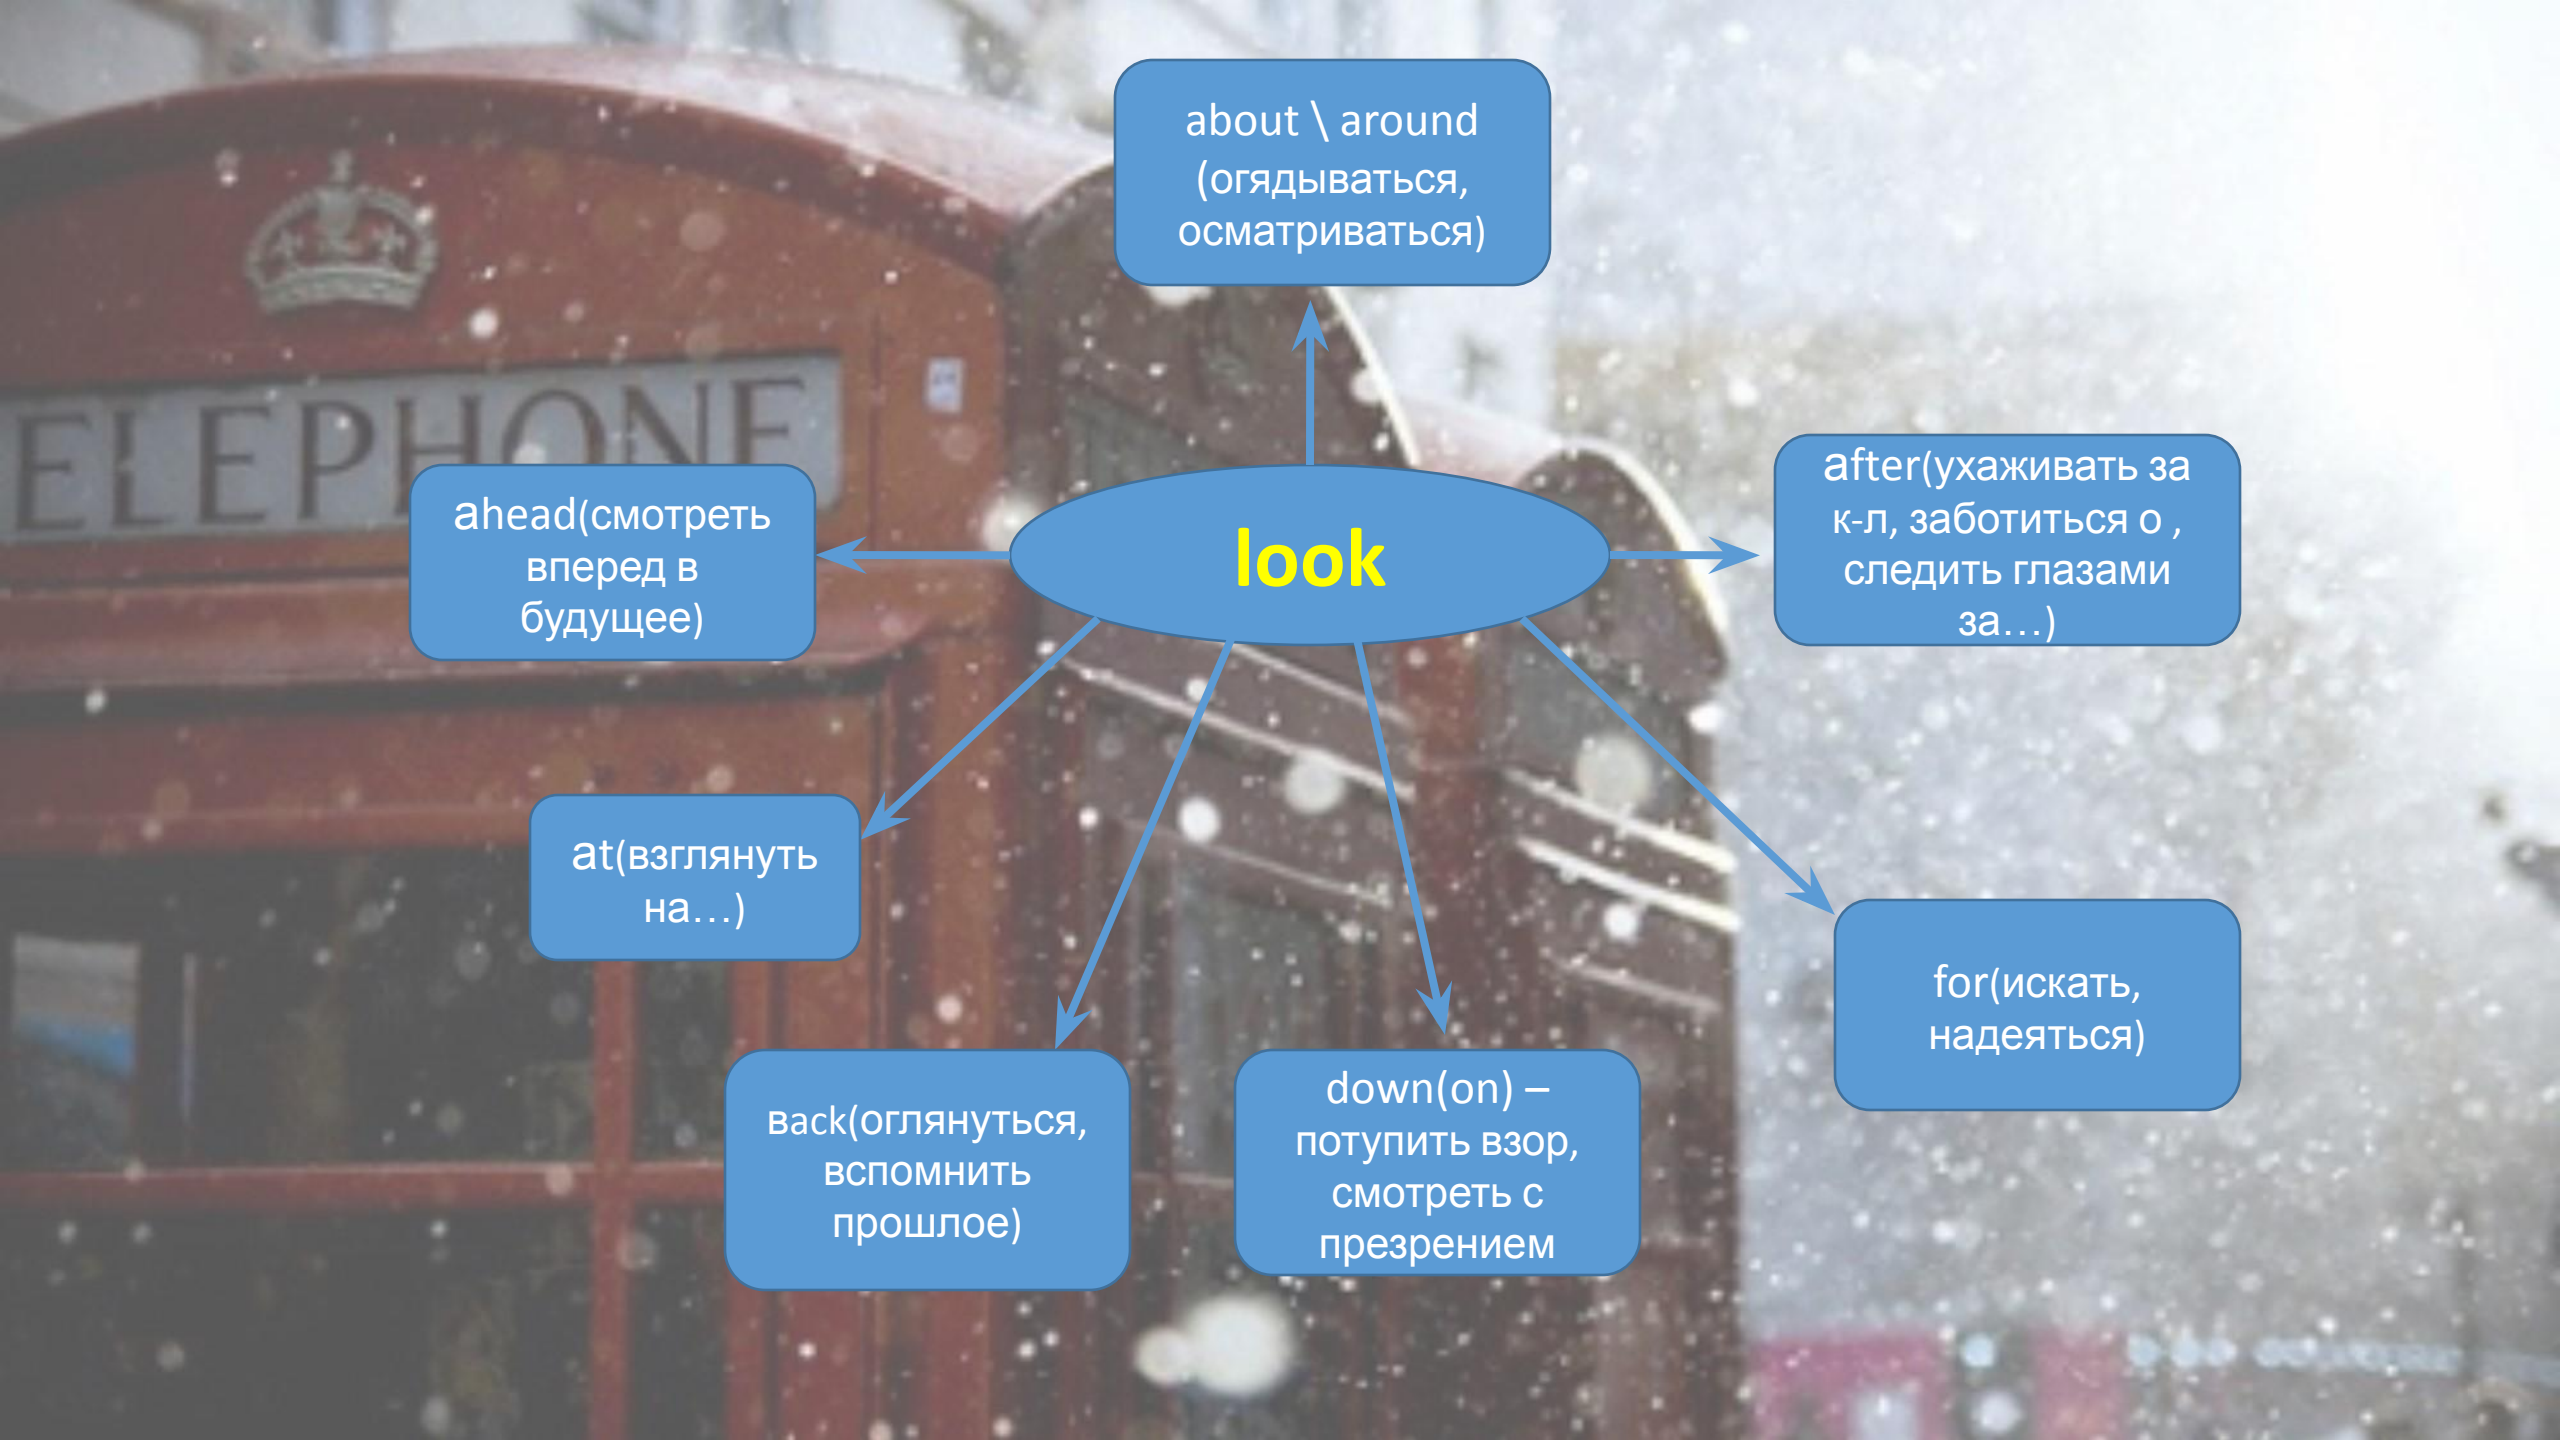 about \ around
(огядываться,
осматриваться)
ELEPHONE
ahead(смотреть
вперед в
будущее)
look
after(ухаживать за
к-л, заботиться о ,
следить глазами
за…)
at(взглянуть
на…)
for(искать,
надеяться)
вack(оглянуться,
вспомнить
прошлое)
down(on) –
потупить взор,
смотреть с
презрением